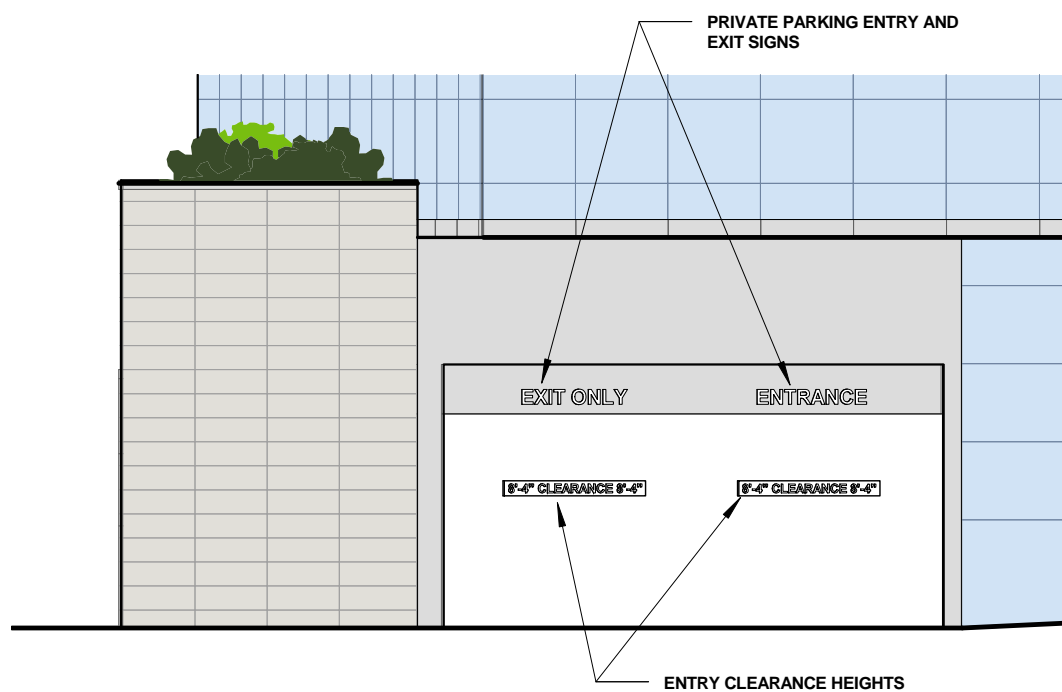 PRIVATE PARKING ENTRY AND
EXIT SIGNS
EXIT ONLY
ENTRANCE
8'-4" CLEARANCE 8'-4"
8'-4" CLEARANCE 8'-4"
ENTRY CLEARANCE HEIGHTS